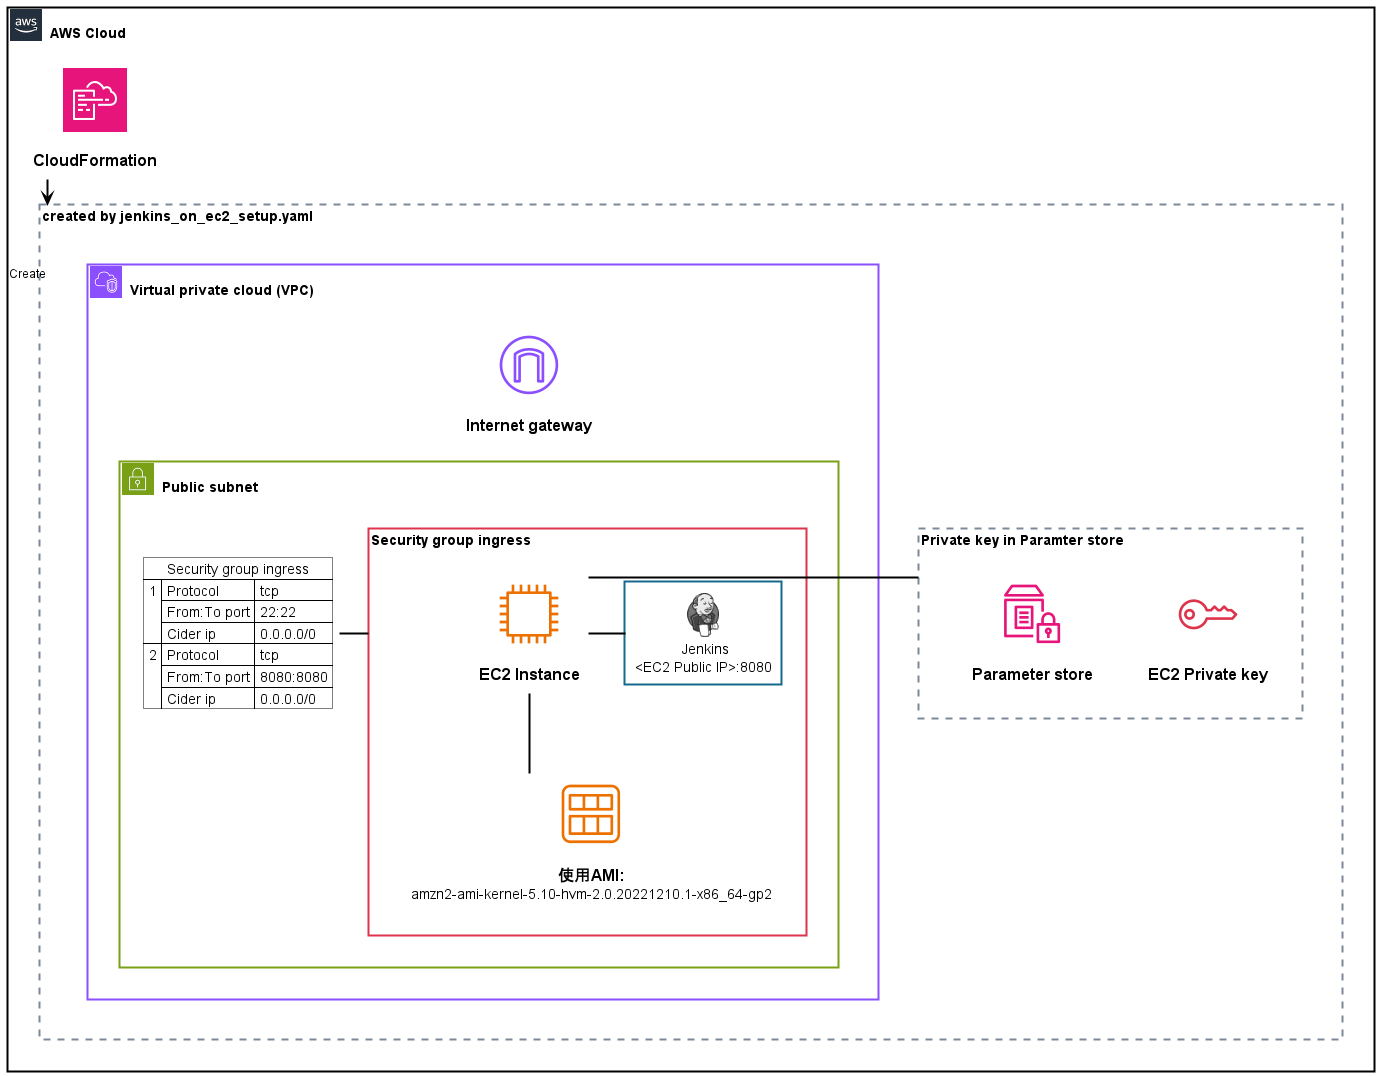 aws
AWS Cloud
CloudFormation
created by jenkins_on_ec2_setup.yaml
Create
Virtual private cloud (VPC)
Internet gateway
Public subnet
Security group ingress
1 Protocol tcp
From:To port 22:22
Cider ip 0.0.0.0/0
2 Protocol tcp
From:To port 8080:8080
Cider ip 0.0.0.0/0
Security group ingress
EC2 Instance
Jenkins
<EC2 Public IP>:8080
使用AMI:
amzn2-ami-kernel-5.10-hvm-2.0.20221210.1-x86_64-gp2
Private key in Paramter store
Parameter store
EC2 Private key